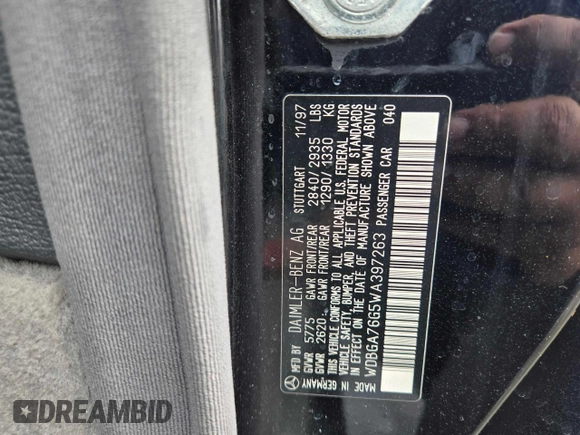 MFD BY DAIMLER-BENZ AG STUTTGART 11/97
GVWR 5775 GAWR FRONT/REAR 2840/2935 LBS
GVWR 2620 GAWR FRONT/REAR 1290/1330 KG
THIS VEHICLE CONFORMS TO ALL APPLICABLE U.S. FEDERAL MOTOR
VEHICLE SAFETY, BUMPER, AND THEFT PREVENTION STANDARDS
IN EFFECT ON THE DATE OF MANUFACTURE SHOWN ABOVE
WDBGA76G5WA397263 PASSENGER CAR 040
MADE IN GERMANY
DREAMBID